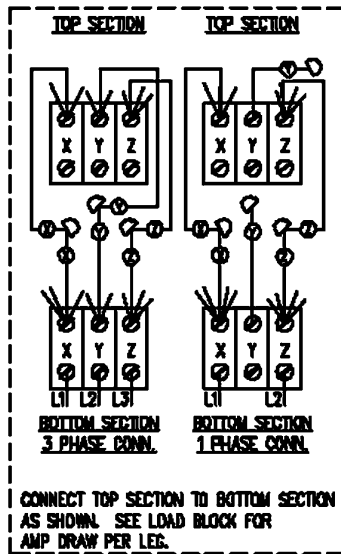 TOP SECTION TOP SECTION
Y
X Y Z X Y Z
Y
X Y Z X Y Z
X Z X Z
X Y Z X Y Z
L1 L2 L3 L1 L2
BOTTOM SECTION BOTTOM SECTION
3 PHASE CONN. 1 PHASE CONN.
CONNECT TOP SECTION TO BOTTOM SECTION
AS SHOWN. SEE LOAD BLOCK FOR
AMP DRAW PER LEG.